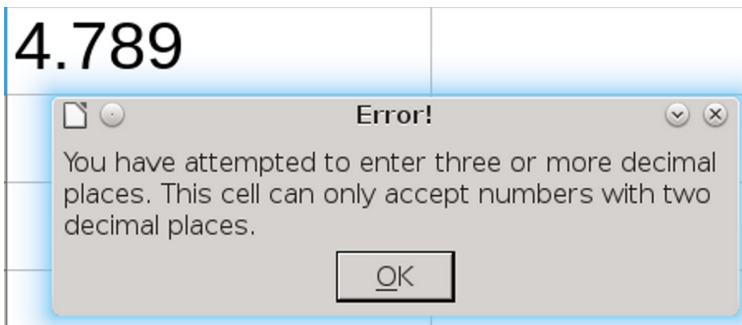 4.789
Error!
You have attempted to enter three or more decimal
places. This cell can only accept numbers with two
decimal places.
OK